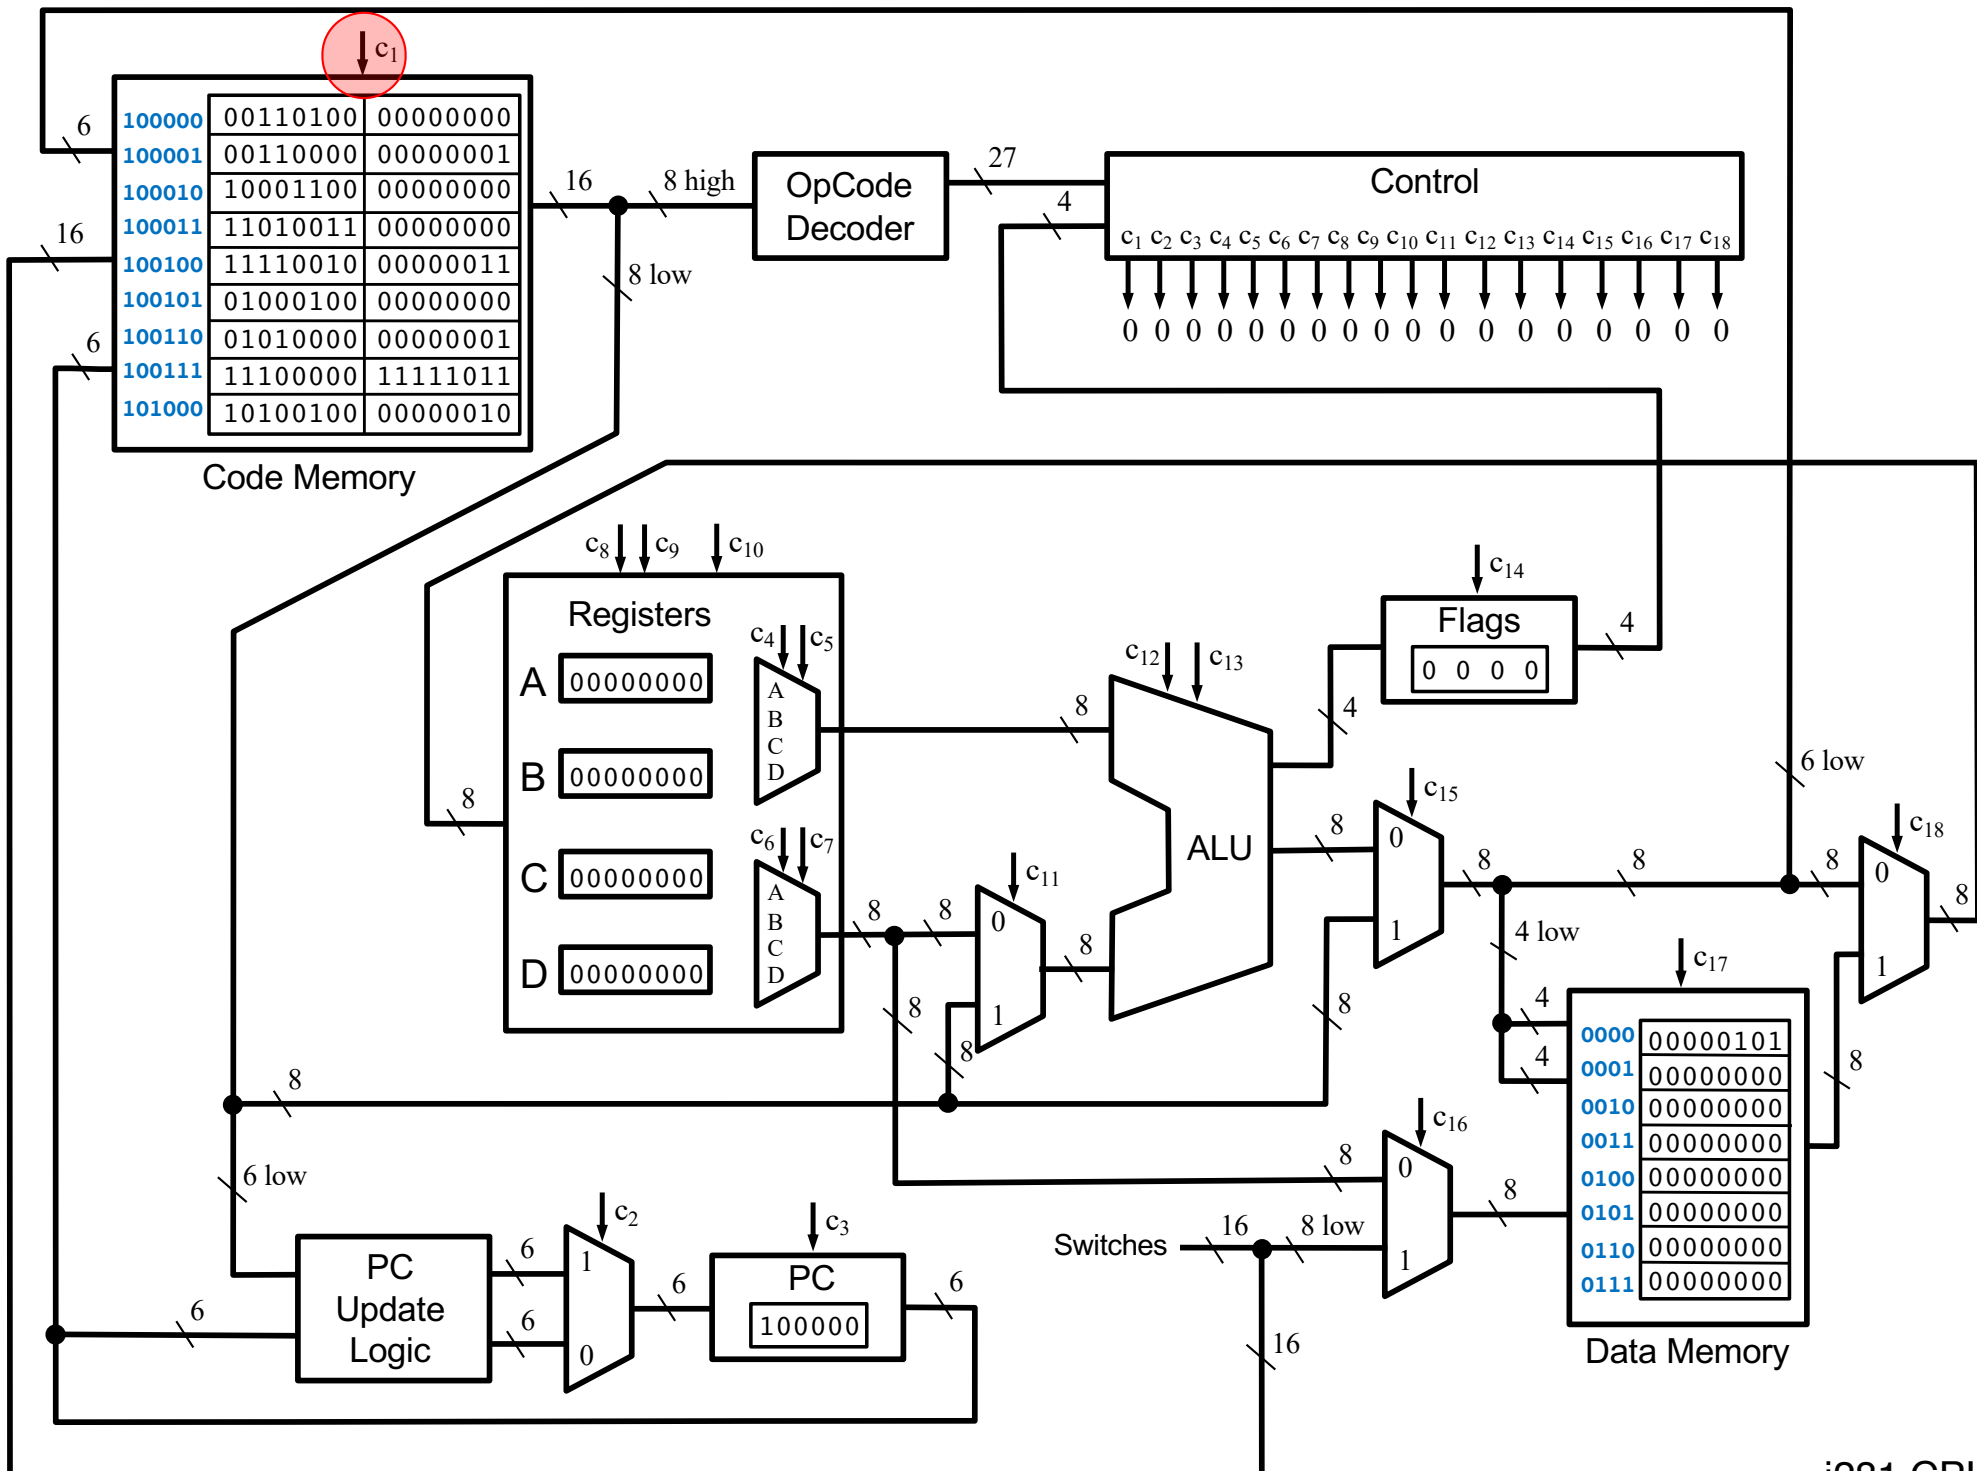 c1
6
100000 00110100 00000000
100001 00110000 00000001
100010 10001100 00000000
100011 11010011 00000000
100100 11110010 00000011
100101 01000100 00000000
100110 01010000 00000001
100111 11100000 11111011
101000 10100100 00000010
16
6
Code Memory
16
8 high
8 low
OpCode
Decoder
27
4
Control
c1 c2 c3 c4 c5 c6 c7 c8 c9 c10 c11 c12 c13 c14 c15 c16 c17 c18
0 0 0 0 0 0 0 0 0 0 0 0 0 0 0 0 0 0
c8 c9 c10
Registers
A 00000000
B 00000000
C 00000000
D 00000000
8
c4 c5
A
B
C
D
c6 c7
A
B
C
D
8
8
8
8
c11
0
1
8
8
c12 c13
ALU
4
c14
Flags
0 0 0 0
4
8
c15
0
1
8
8
8
6 low
8
c18
0
1
8
4 low
4
4
c17
0000 00000101
0001 00000000
0010 00000000
0011 00000000
0100 00000000
0101 00000000
0110 00000000
0111 00000000
Data Memory
8
8
8
c16
0
1
8
Switches
16
8 low
16
6 low
6
PC
Update
Logic
6
6
c2
1
0
6
c3
PC
100000
6